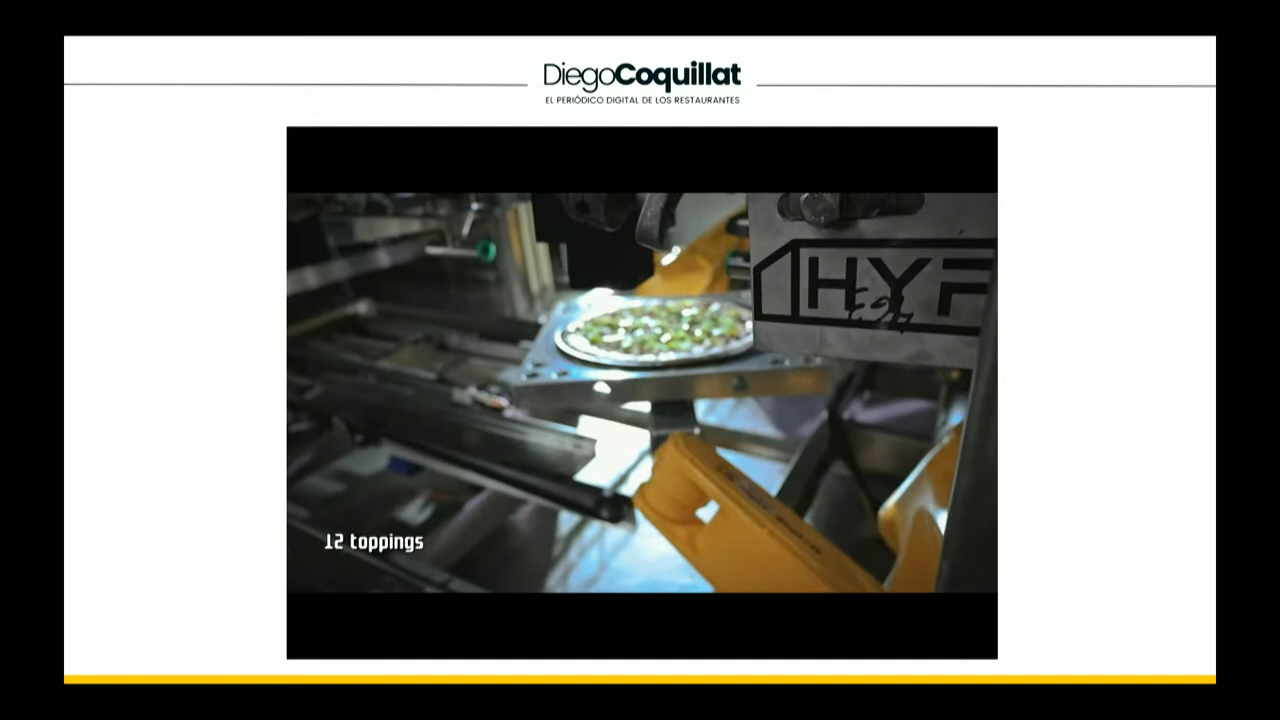 DiegoCoquillat
EL PERIÓDICO DIGITAL DE LOS RESTAURANTES
HYF
12 toppings